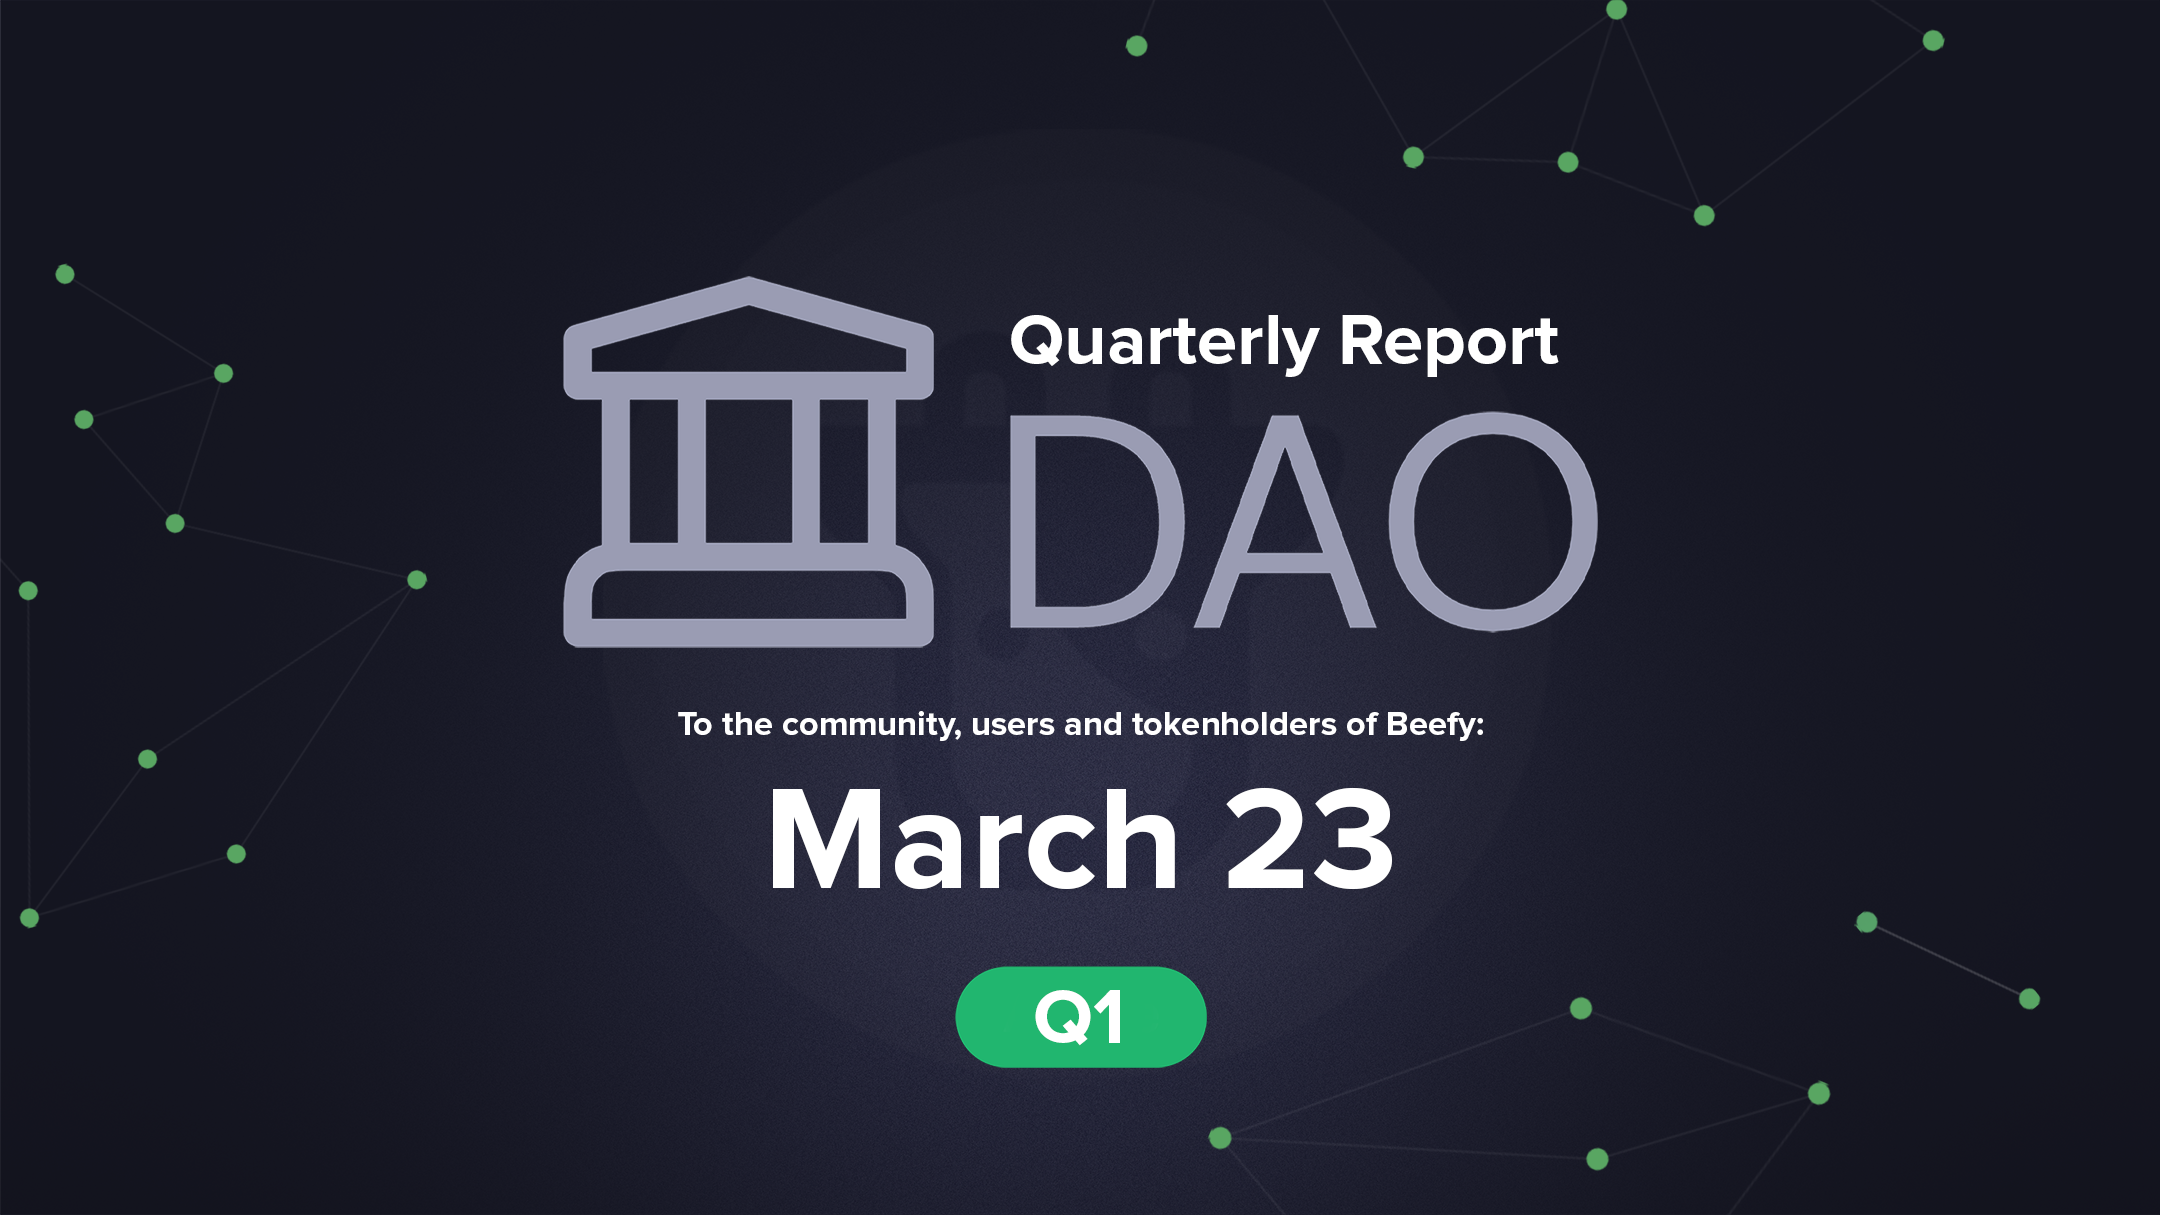 Quarterly Report
DAO
To the community, users and tokenholders of Beefy:
March 23
Q1